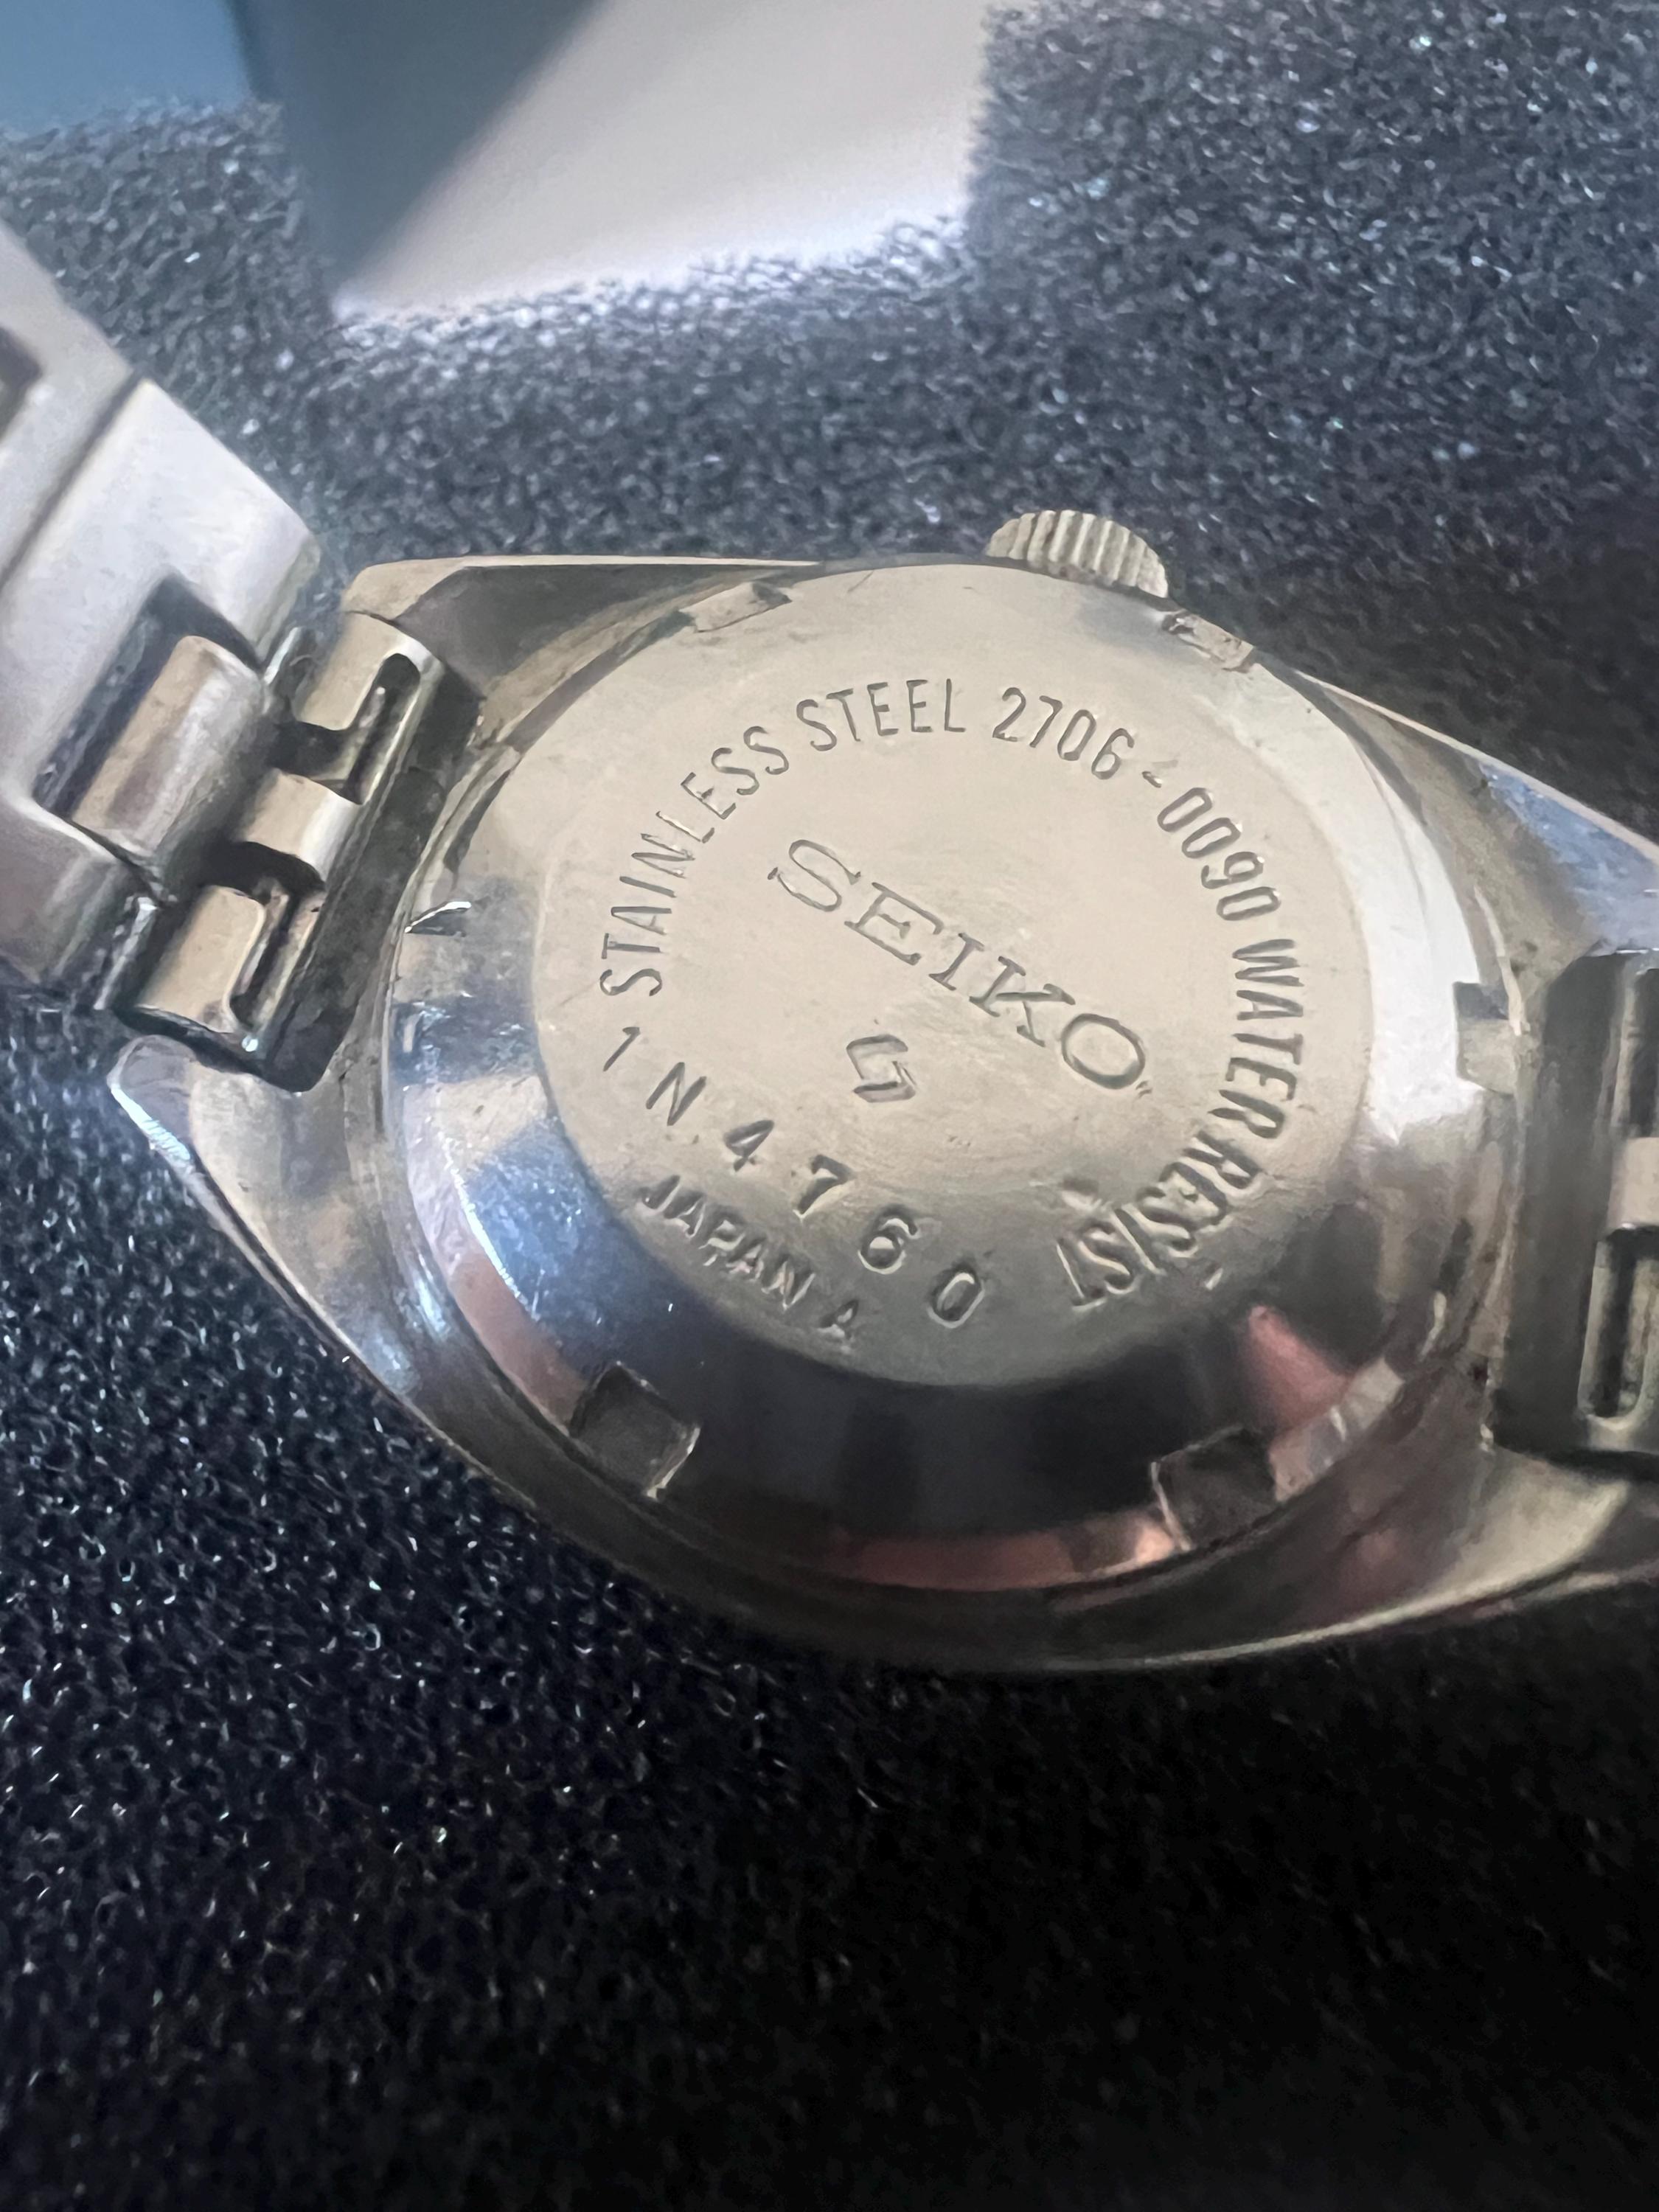 STAINLESS STEEL 2706-0090 WATER RESIST
SEIKO
1N4760
JAPAN A